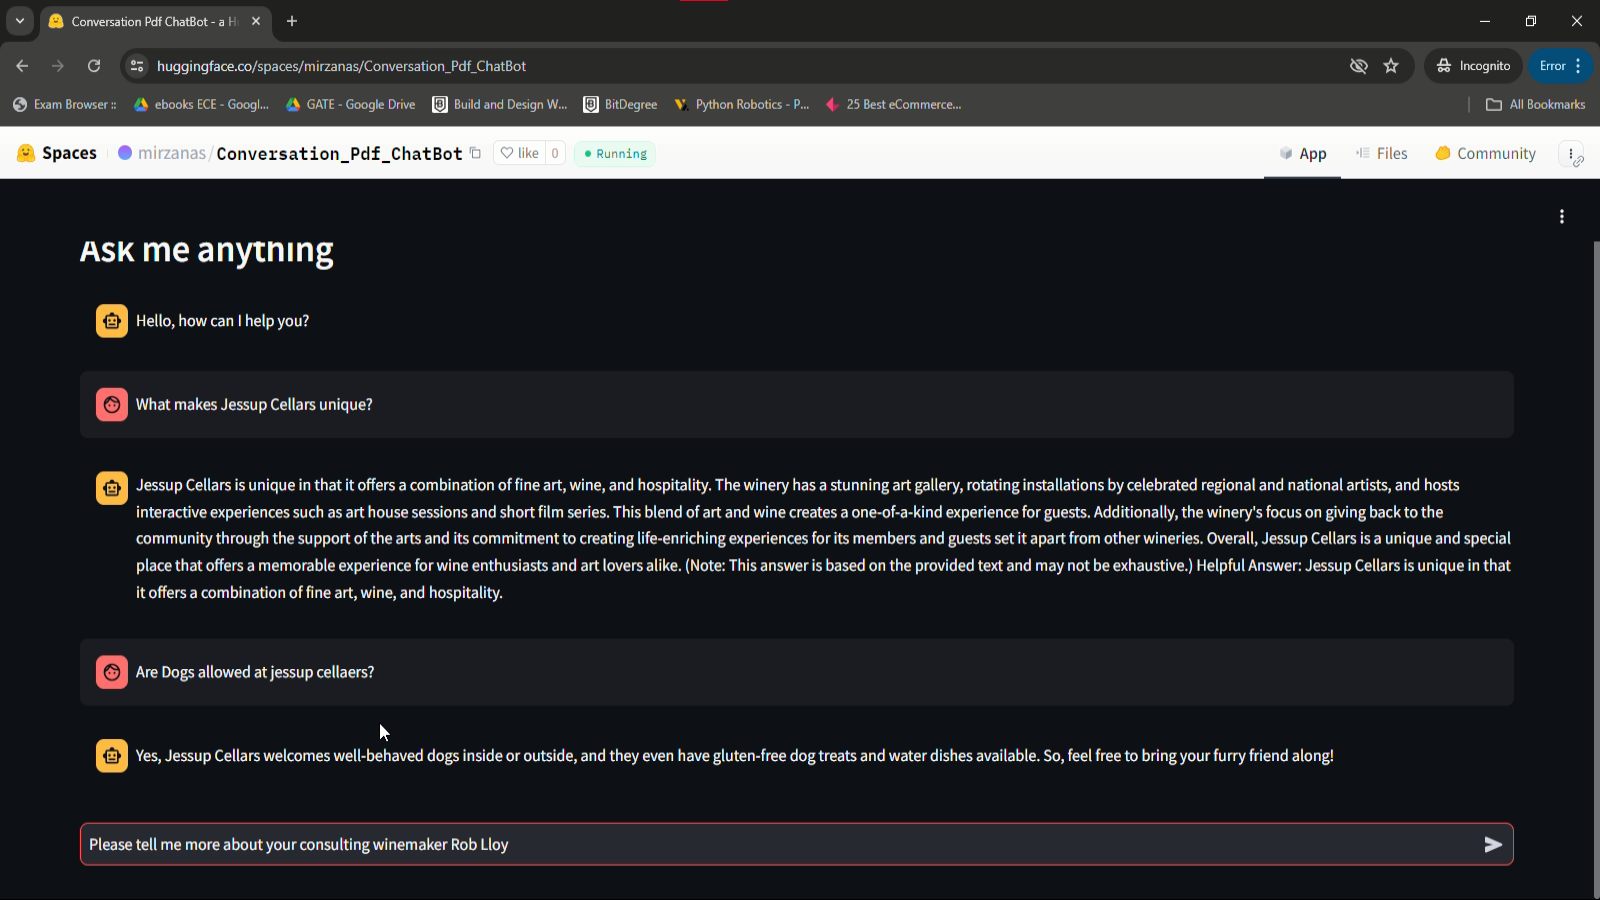 Conversation Pdf ChatBot - a H
huggingface.co/spaces/mirzanas/Conversation_Pdf_ChatBot
Incognito
Error
Exam Browser ::
ebooks ECE - Googl...
GATE - Google Drive
Build and Design W...
BitDegree
Python Robotics - P...
25 Best eCommerce...
All Bookmarks
Spaces
mirzanas/Conversation_Pdf_ChatBot
like 0
Running
App
Files
Community
Ask me anything
Hello, how can I help you?
What makes Jessup Cellars unique?
Jessup Cellars is unique in that it offers a combination of fine art, wine, and hospitality. The winery has a stunning art gallery, rotating installations by celebrated regional and national artists, and hosts
interactive experiences such as art house sessions and short film series. This blend of art and wine creates a one-of-a-kind experience for guests. Additionally, the winery's focus on giving back to the
community through the support of the arts and its commitment to creating life-enriching experiences for its members and guests set it apart from other wineries. Overall, Jessup Cellars is a unique and special
place that offers a memorable experience for wine enthusiasts and art lovers alike. (Note: This answer is based on the provided text and may not be exhaustive.) Helpful Answer: Jessup Cellars is unique in that
it offers a combination of fine art, wine, and hospitality.
Are Dogs allowed at jessup cellaers?
Yes, Jessup Cellars welcomes well-behaved dogs inside or outside, and they even have gluten-free dog treats and water dishes available. So, feel free to bring your furry friend along!
Please tell me more about your consulting winemaker Rob Lloy